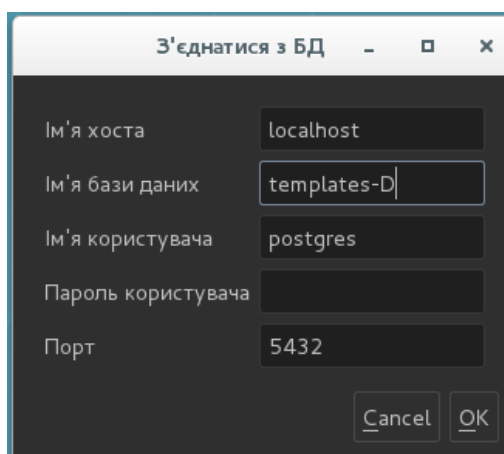 З'єднатися з БД
Ім'я хоста localhost
Ім'я бази даних templates-D
Ім'я користувача postgres
Пароль користувача
Порт 5432
Cancel OK